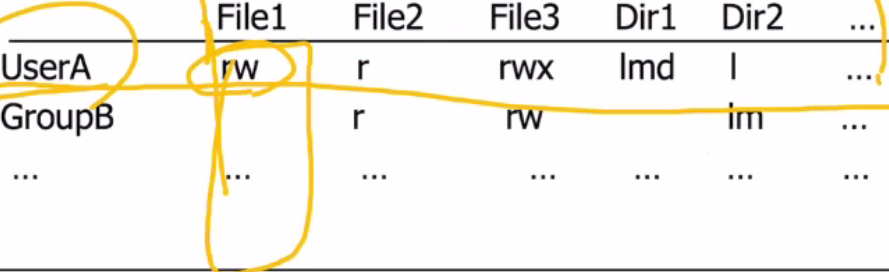 File1 File2 File3 Dir1 Dir2 ...
UserA rw r rwx lmd l ...
GroupB r rw lm ...
... ... ... ... ... ... ...